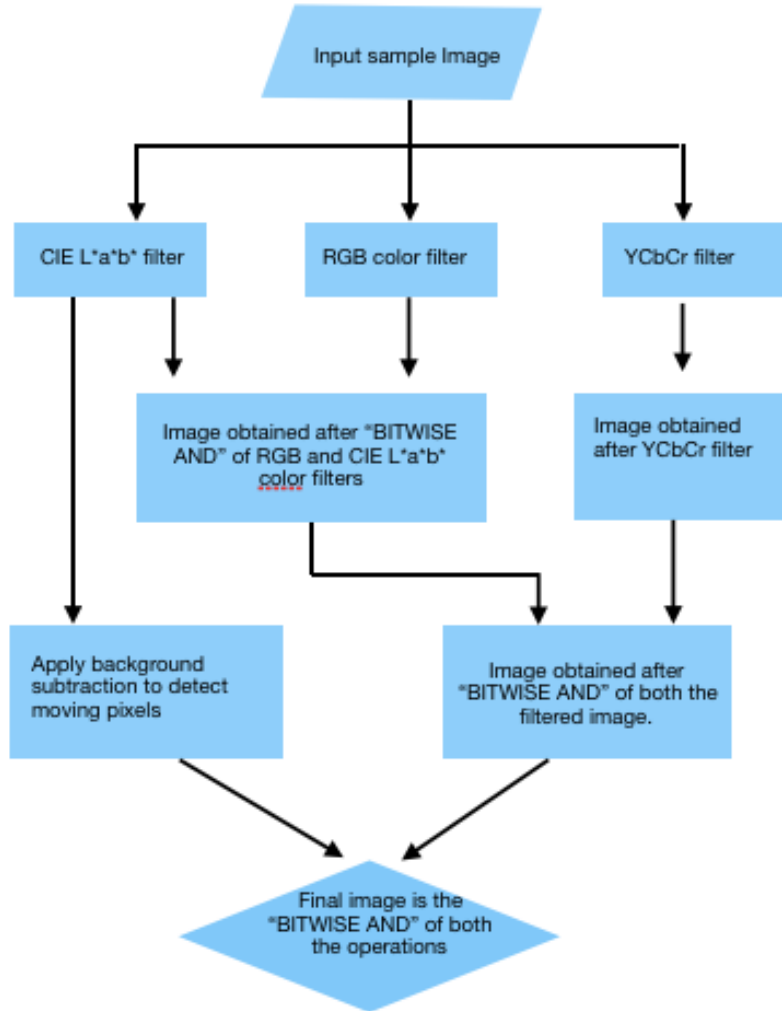 Input sample Image
CIE L*a*b* filter
RGB color filter
YCbCr filter
Image obtained after “BITWISE
AND” of RGB and CIE L*a*b*
color filters
Image obtained
after YCbCr filter
Apply background
subtraction to detect
moving pixels
Image obtained after
“BITWISE AND” of both the
filtered image.
Final image is the
“BITWISE AND” of both
the operations